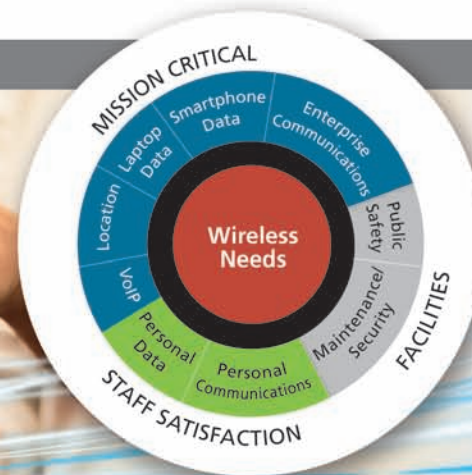 MISSION CRITICAL
VoIP
Location
Laptop
Data
Smartphone
Data
Enterprise
Communications
Public
Safety
Maintenance/
Security
FACILITIES
Personal
Communications
Personal
Data
STAFF SATISFACTION
Wireless
Needs